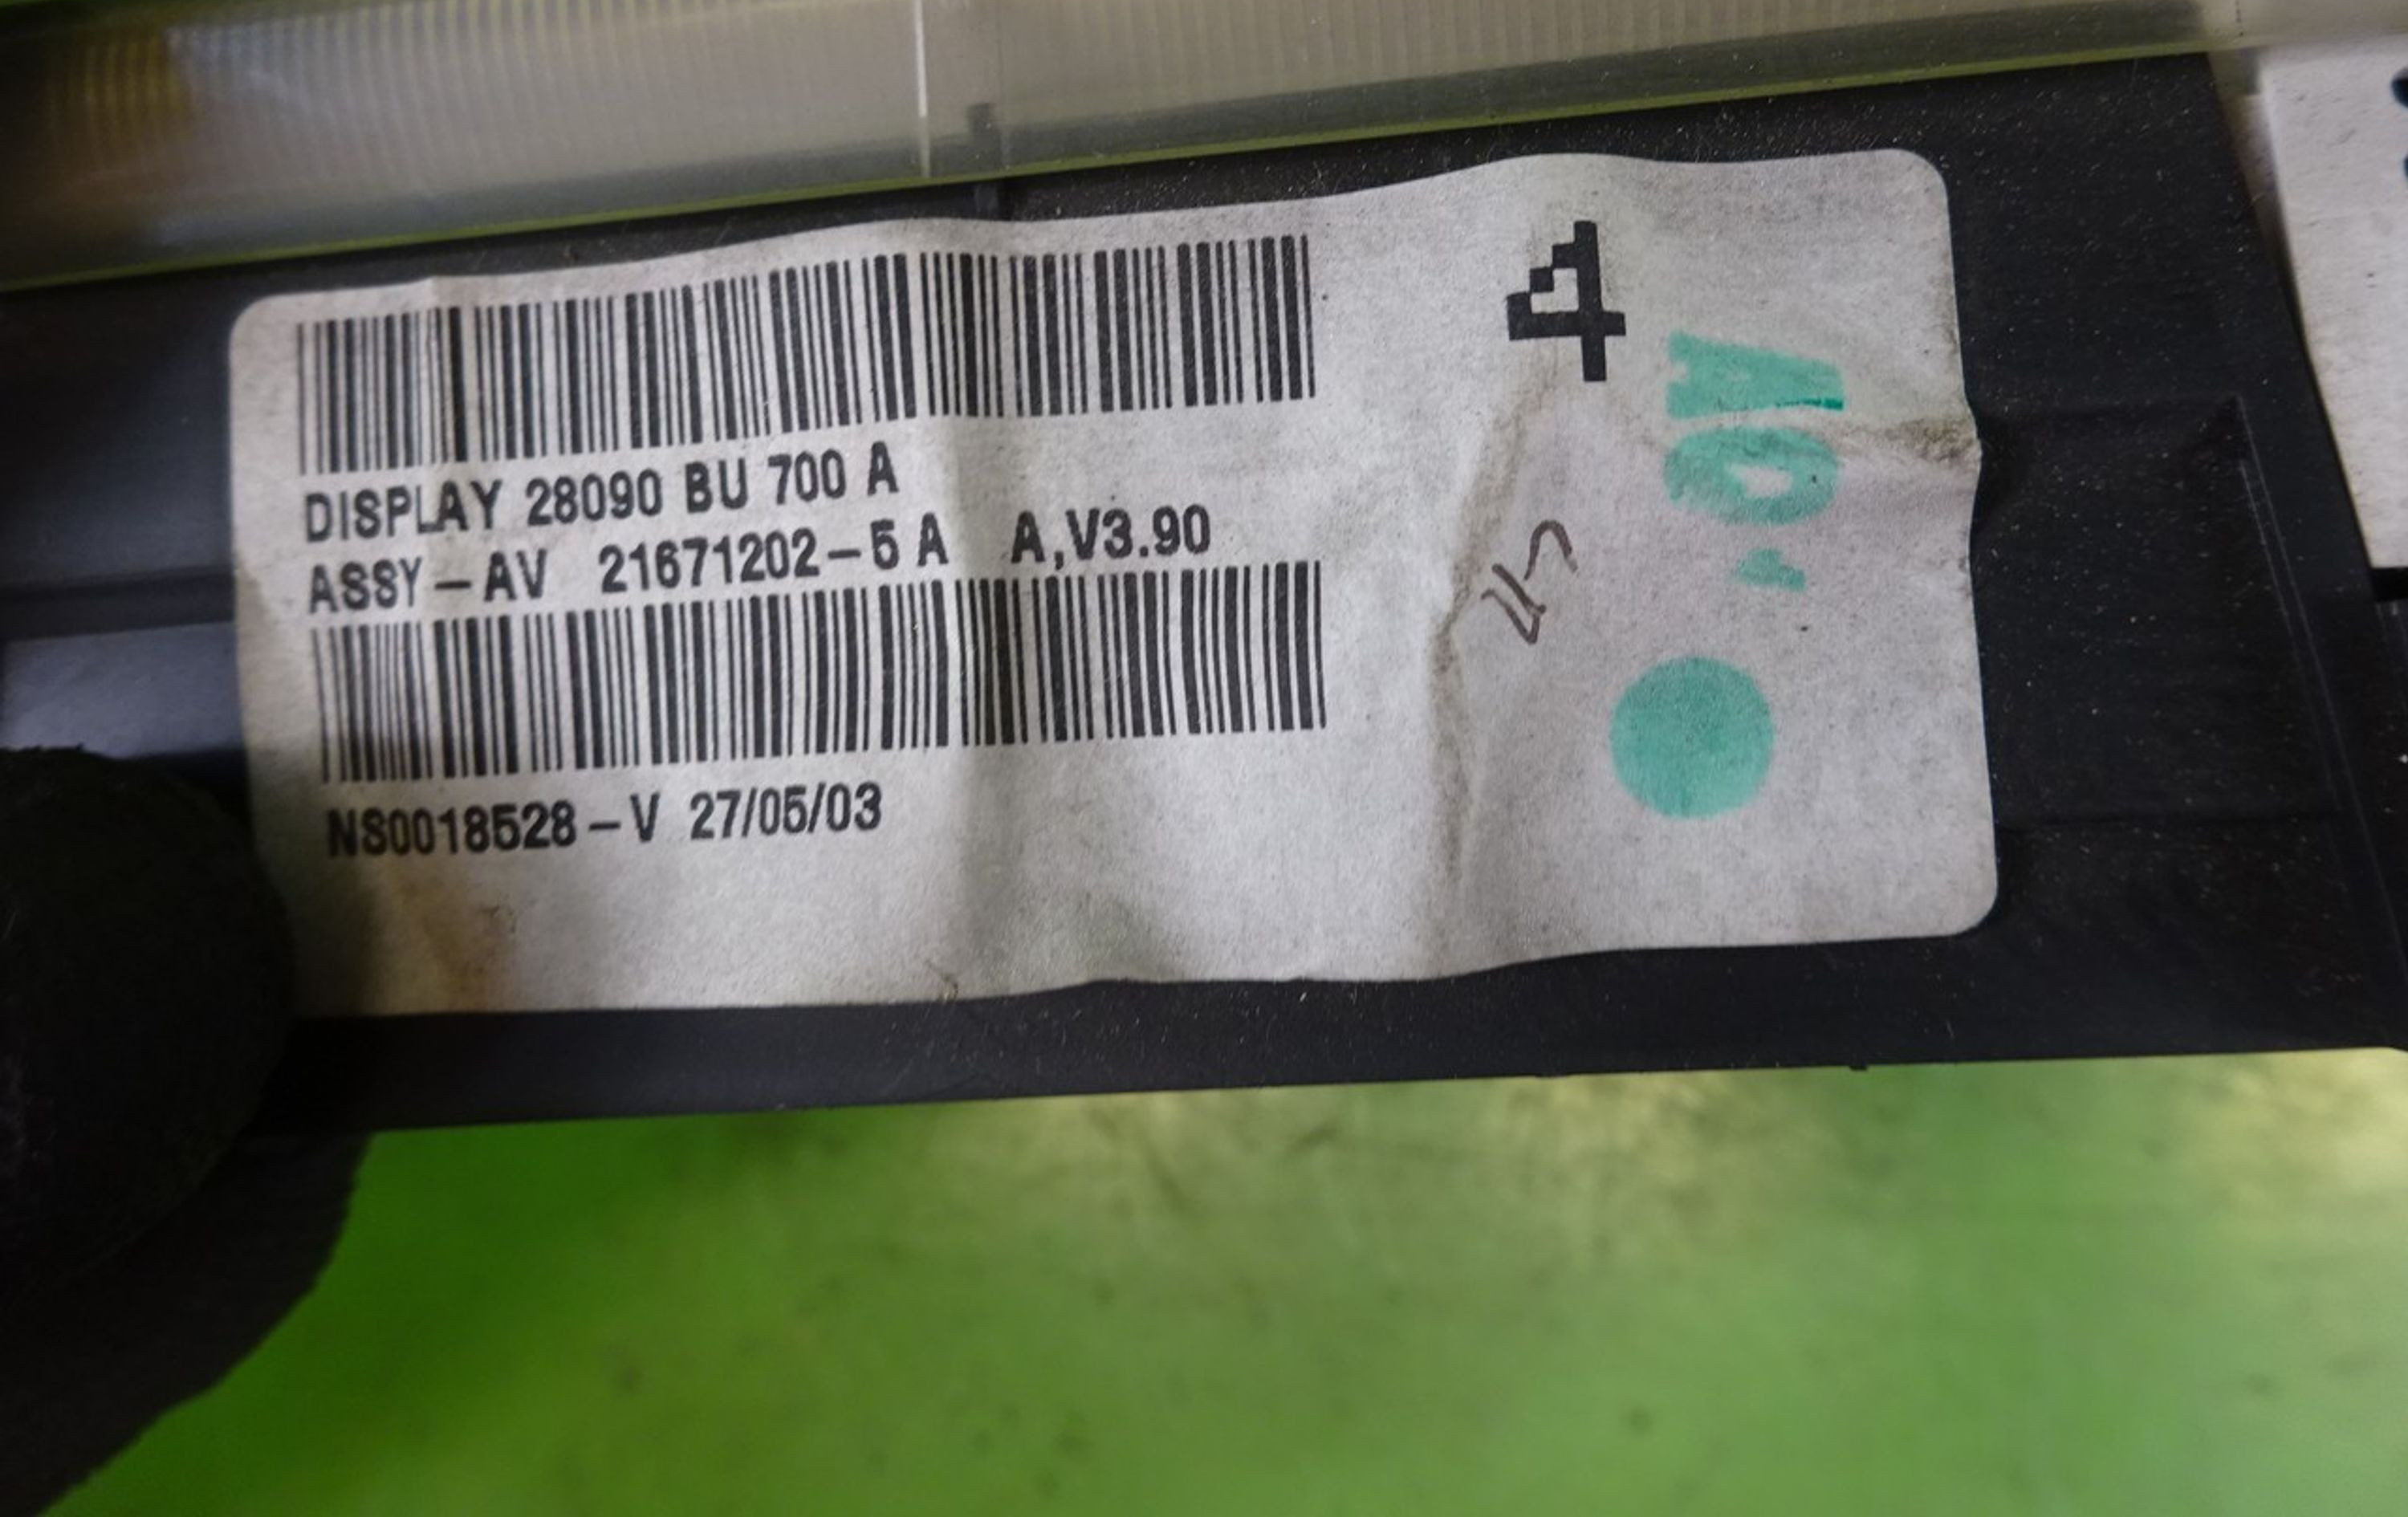 DISPLAY 28090 BU 700 A
ASSY-AV 21671202-5 A A,V3.90
NS0018528-V 27/05/03
4